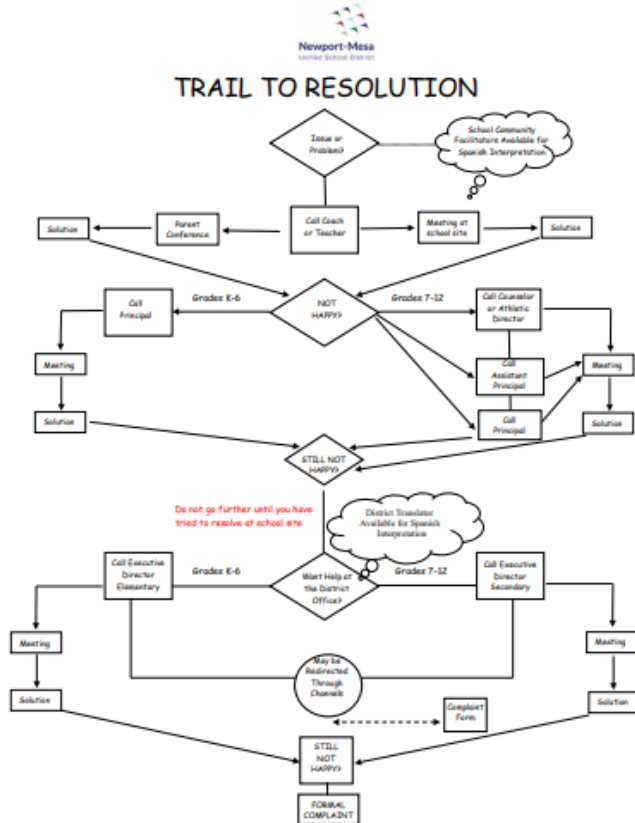 Newport-Mesa
Unified School District
TRAIL TO RESOLUTION
Issue or
Problem?
School Community
Facilitators Available for
Spanish Interpretation
Solution
Parent
Conference
Call Coach
or Teacher
Meeting at
school site
Solution
Call
Principal
Grades K-6
NOT
HAPPY?
Grades 7-12
Call Counselor
or Athletic
Director
Meeting
Call
Assistant
Principal
Meeting
Solution
Call
Principal
Solution
STILL NOT
HAPPY?
Do not go further until you have
tried to resolve at school site
District Translator
Available for Spanish
Interpretation
Call Executive
Director
Elementary
Grades K-6
Want Help at
the District
Office?
Grades 7-12
Call Executive
Director
Secondary
Meeting
Meeting
May be
Redirected
Through
Channels
Solution
Solution
Complaint
Form
STILL
NOT
HAPPY?
FORMAL
COMPLAINT